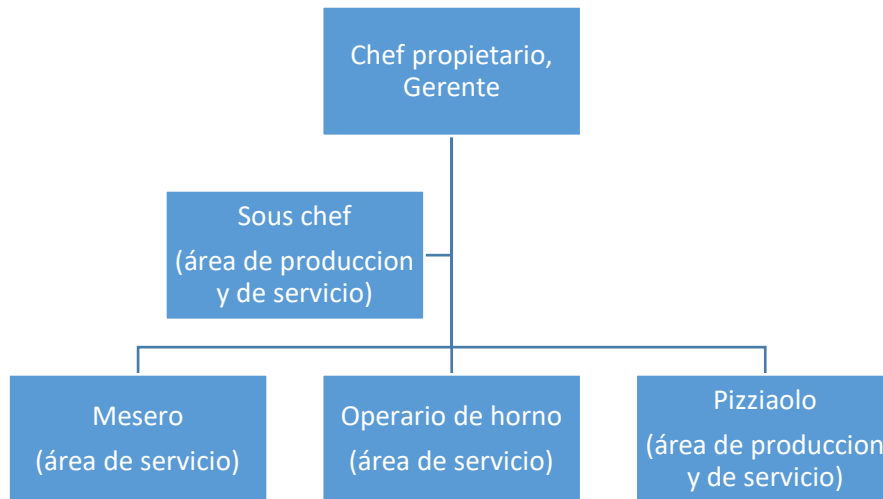 Chef propietario,
Gerente
Sous chef
(área de produccion
y de servicio)
Mesero
(área de servicio)
Operario de horno
(área de servicio)
Pizziaolo
(área de produccion
y de servicio)